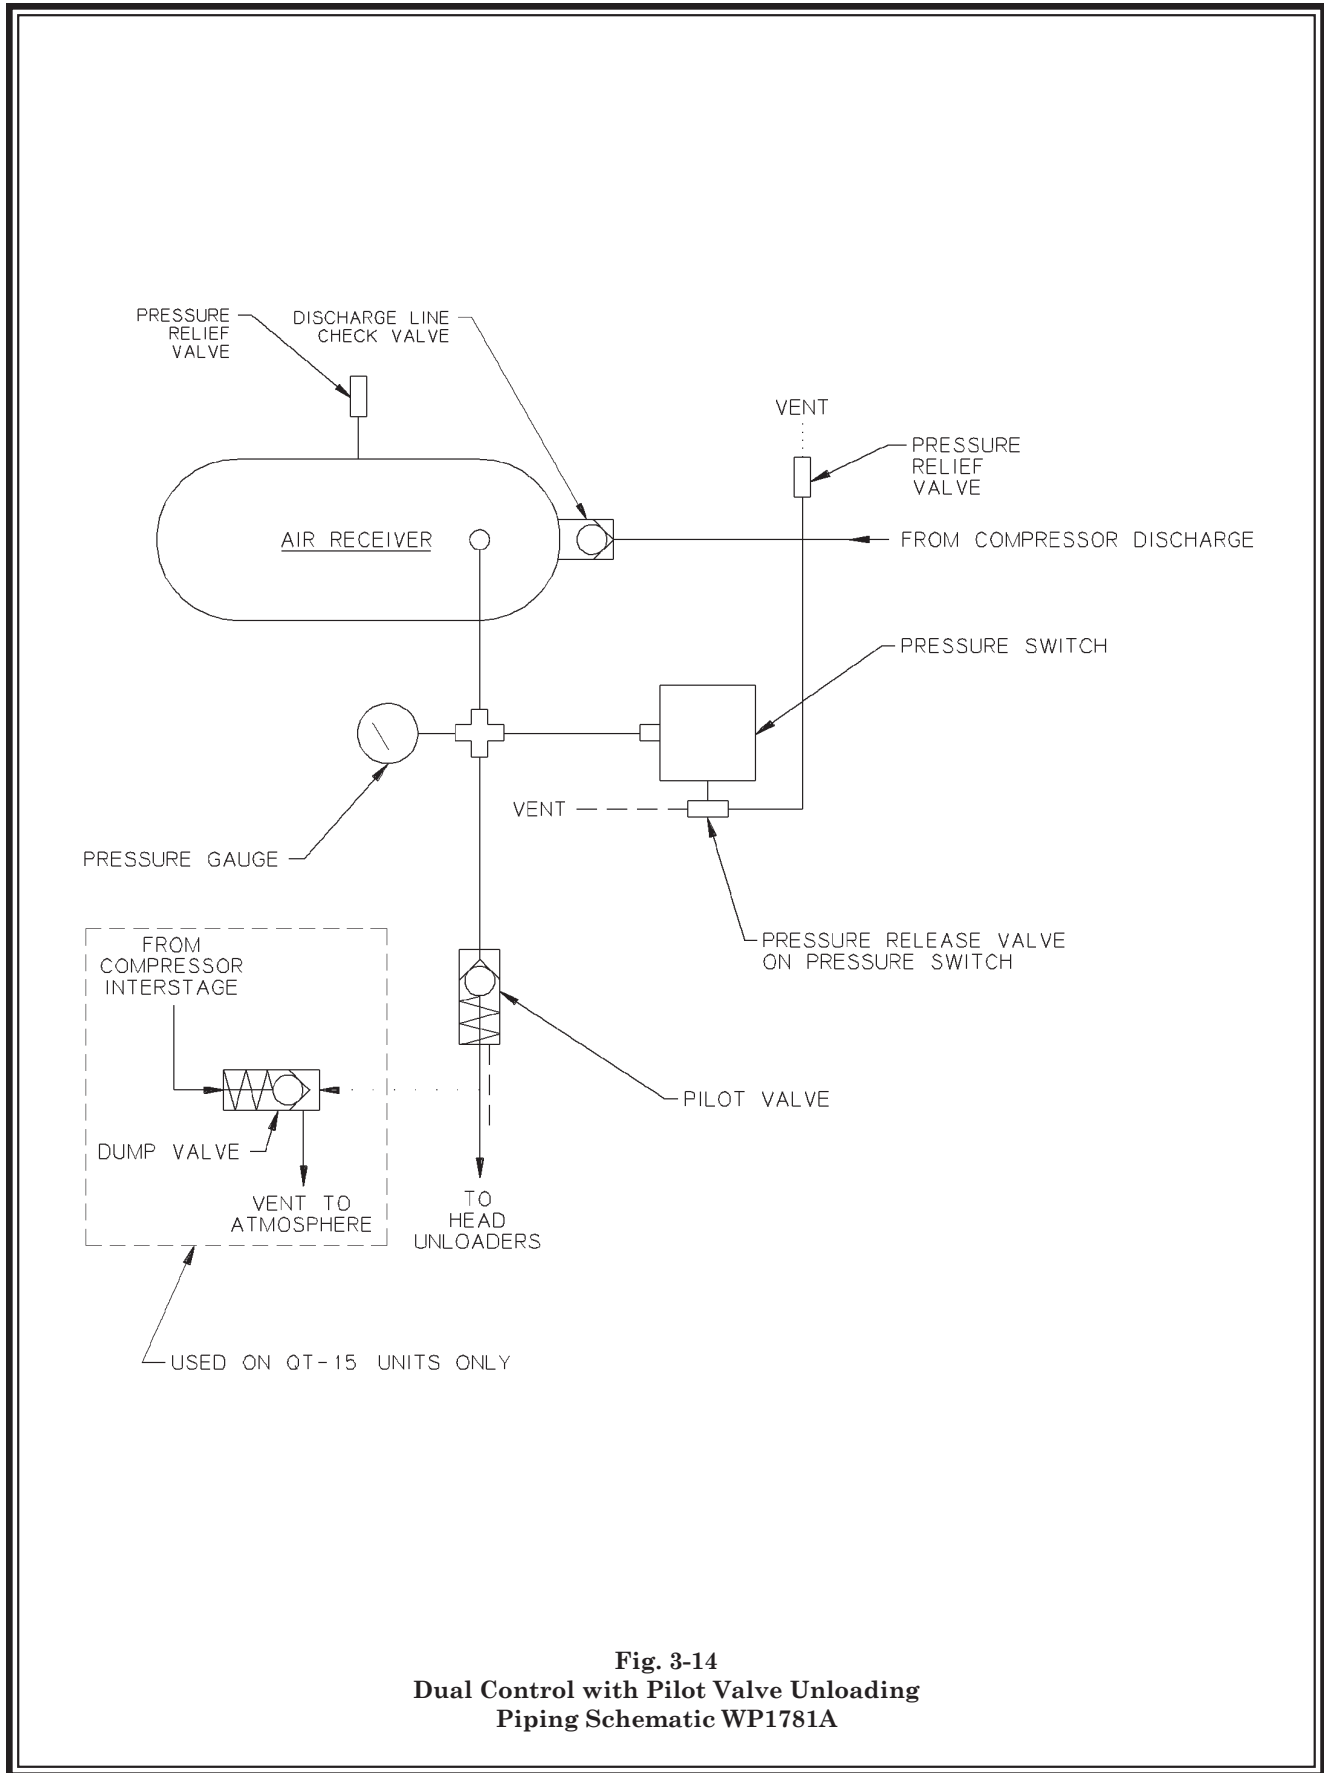 PRESSURE
RELIEF
VALVE
DISCHARGE LINE
CHECK VALVE
VENT
PRESSURE
RELIEF
VALVE
AIR RECEIVER
FROM COMPRESSOR DISCHARGE
PRESSURE SWITCH
VENT
PRESSURE GAUGE
PRESSURE RELEASE VALVE
ON PRESSURE SWITCH
FROM
COMPRESSOR
INTERSTAGE
PILOT VALVE
DUMP VALVE
VENT TO
ATMOSPHERE
TO
HEAD
UNLOADERS
USED ON QT-15 UNITS ONLY
Fig. 3-14
Dual Control with Pilot Valve Unloading
Piping Schematic WP1781A